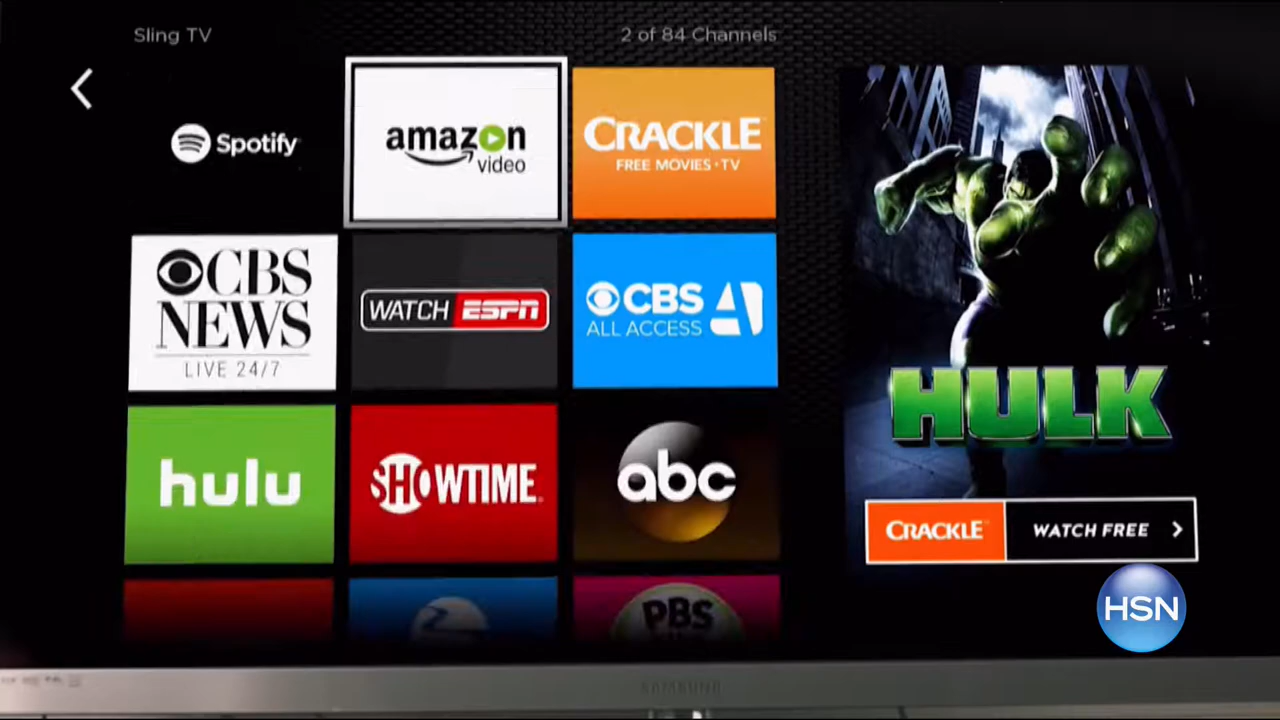 Sling TV
2 of 84 Channels
Spotify
amazon
video
CRACKLE
FREE MOVIES • TV
CBS
NEWS
LIVE 24/7
WATCH ESPN
CBS
ALL ACCESS
hulu
SHOWTIME
abc
PBS
HULK
CRACKLE
WATCH FREE
HSN
SAMSUNG